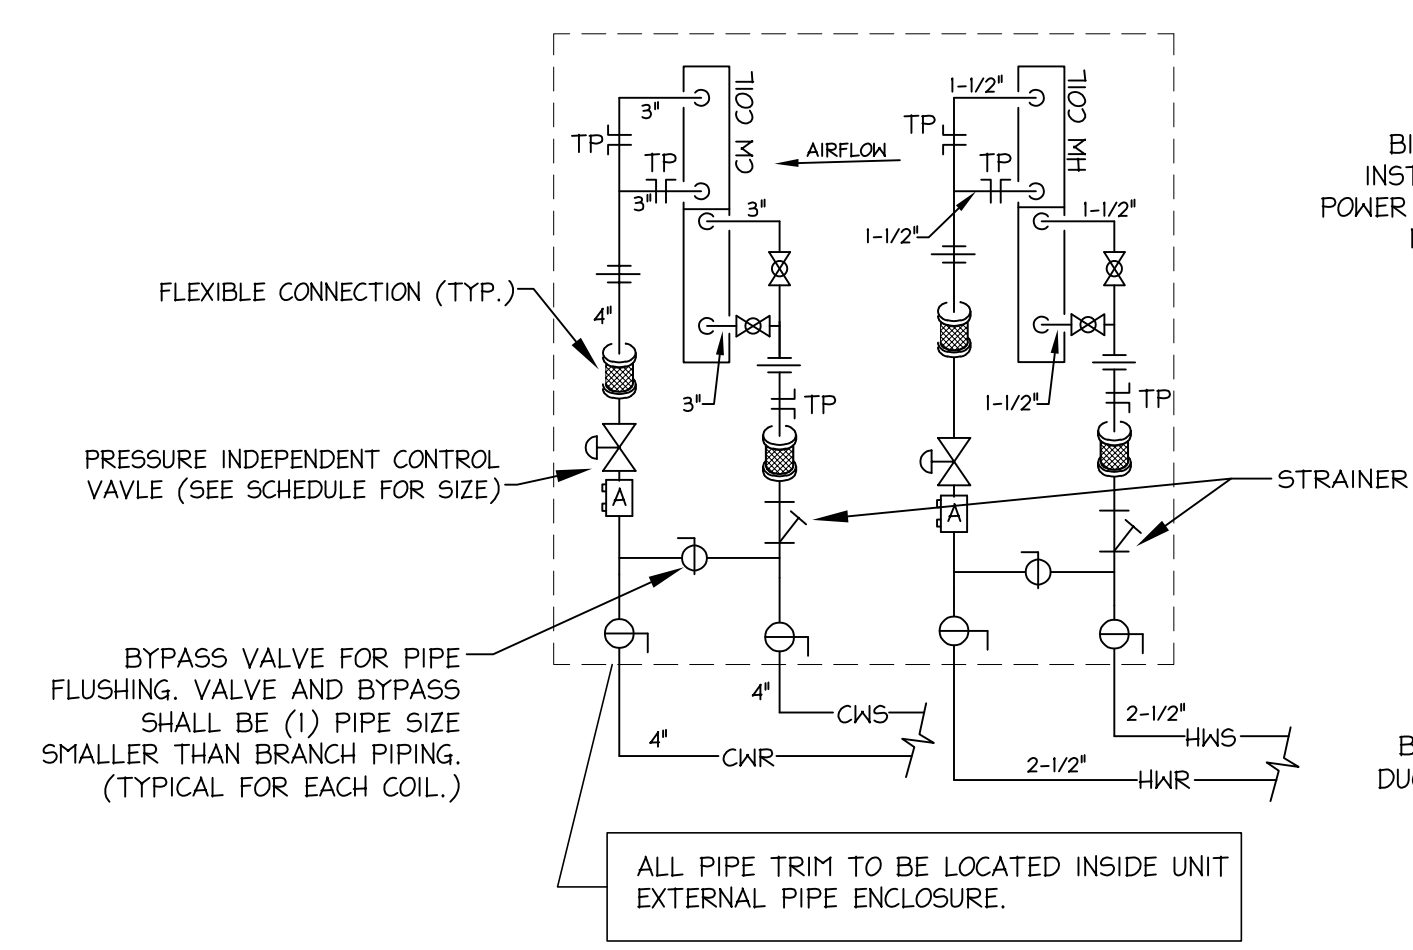 3"
CW COIL
TP
TP
3"
3"
AIRFLOW
1-1/2"
HW COIL
TP
TP
1-1/2"
1-1/2"
FLEXIBLE CONNECTION (TYP.)
4"
3"
TP
1-1/2"
TP
PRESSURE INDEPENDENT CONTROL
VAVLE (SEE SCHEDULE FOR SIZE)
A
A
STRAINER
BYPASS VALVE FOR PIPE
FLUSHING. VALVE AND BYPASS
SHALL BE (1) PIPE SIZE
SMALLER THAN BRANCH PIPING.
(TYPICAL FOR EACH COIL.)
4"
CWS
4"
CWR
2-1/2"
HWS
2-1/2"
HWR
ALL PIPE TRIM TO BE LOCATED INSIDE UNIT
EXTERNAL PIPE ENCLOSURE.
POWER